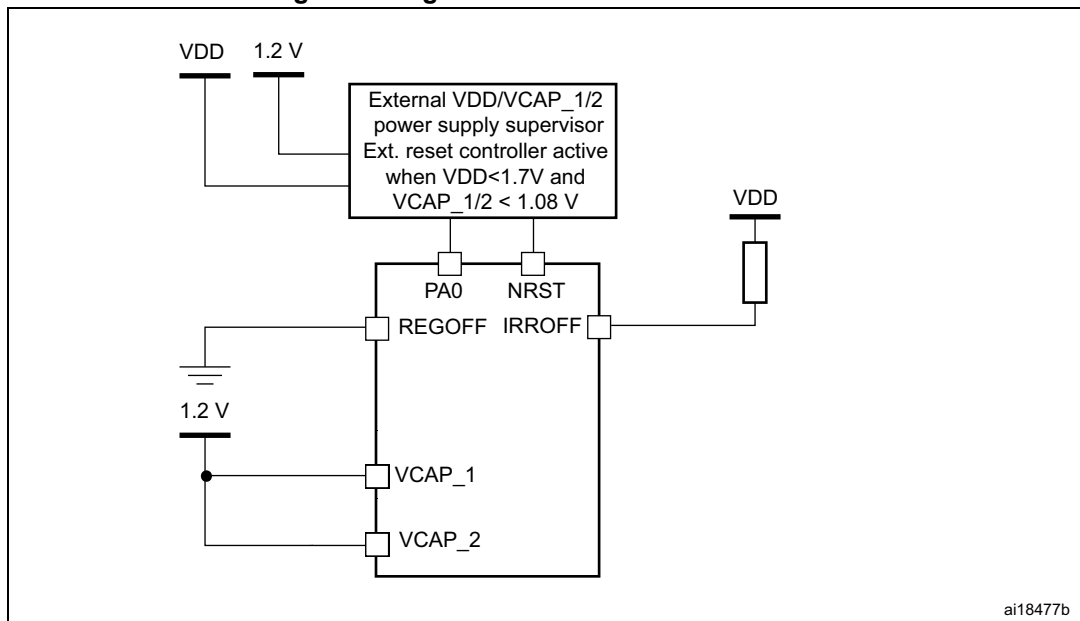 VDD
1.2 V
External VDD/VCAP_1/2
power supply supervisor
Ext. reset controller active
when VDD<1.7V and
VCAP_1/2 < 1.08 V
VDD
PA0
NRST
REGOFF
IRROFF
1.2 V
VCAP_1
VCAP_2
ai18477b